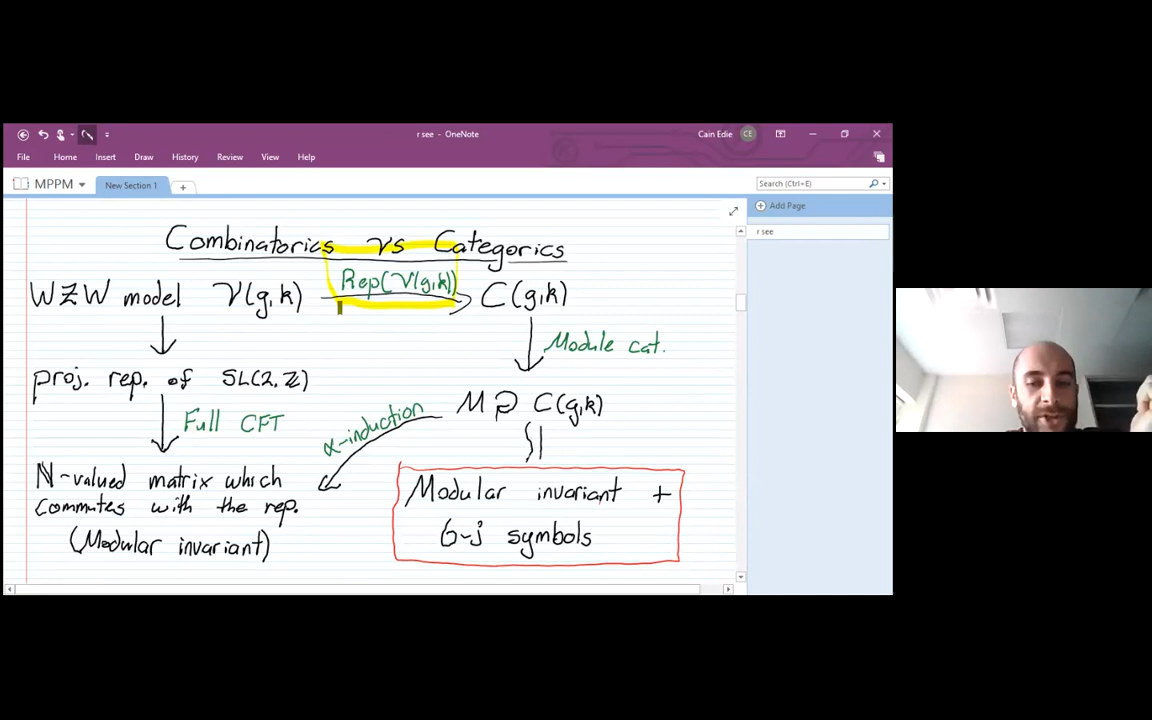 r see - OneNote
Cain Edie CE
File Home Insert Draw History Review View Help
MPPM New Section 1
Search (Ctrl+E)
Add Page
r see
Combinatorics vs Categorics
WZW model V(g,k) Rep(V(g,k)) C(g,k)
Module cat.
proj. rep. of SL(2,ℤ)
Full CFT
α-induction
M C(g,k)
ℕ-valued matrix which
commutes with the rep.
(Modular invariant)
Modular invariant +
6-j symbols